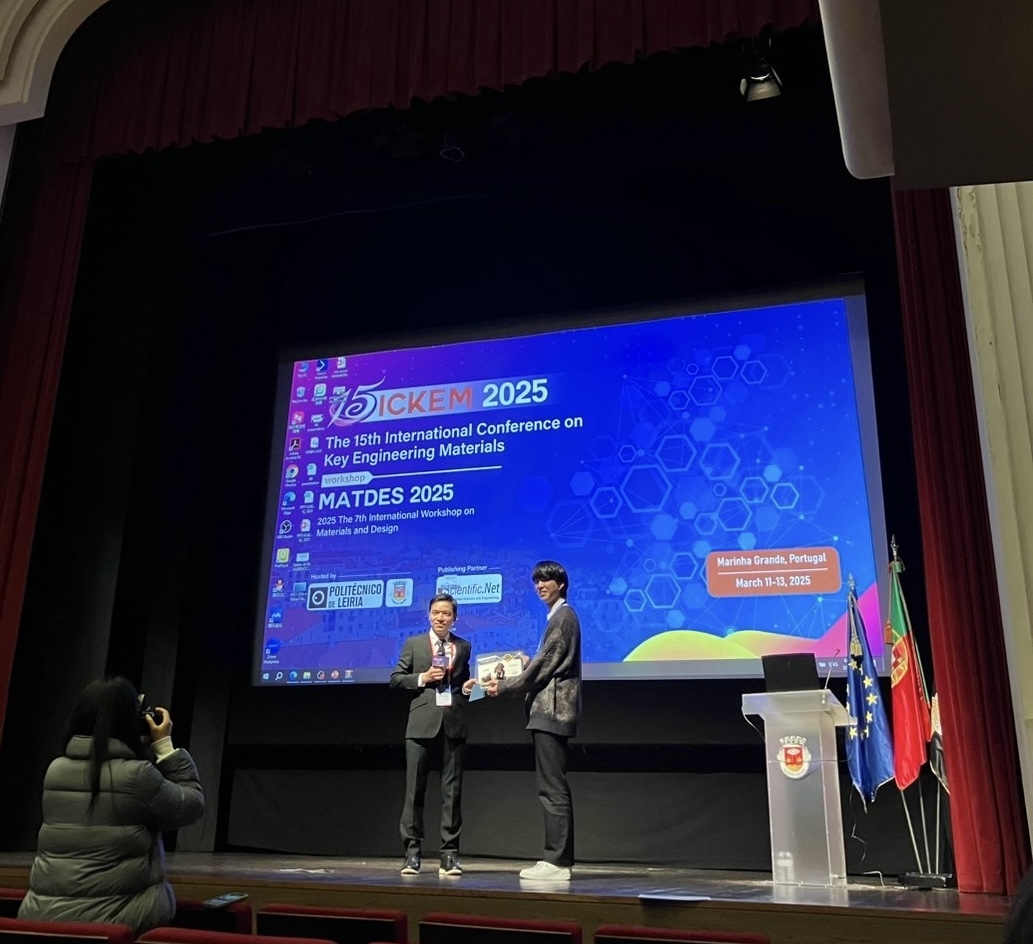 15 ICKEM 2025
The 15th International Conference on
Key Engineering Materials
workshop
MATDES 2025
2025 The 7th International Workshop on
Materials and Design
Hosted by
POLITÉCNICO
DE LEIRIA
Publishing Partner
Scientific.Net
Marinha Grande, Portugal
March 11-13, 2025